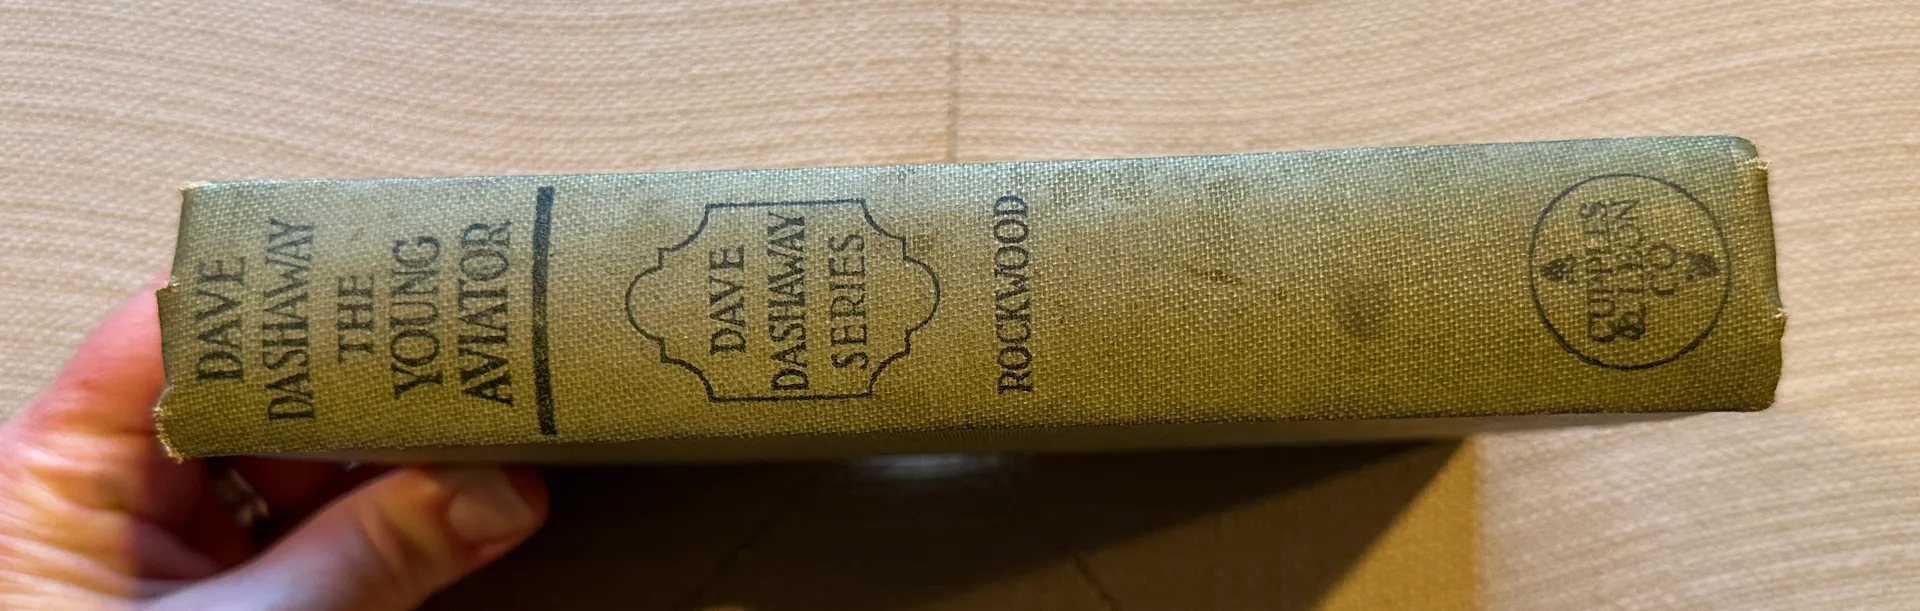 DAVE
DASHAWAY
THE
YOUNG
AVIATOR
DAVE
DASHAWAY
SERIES
ROCKWOOD
CUPPLES
& LEON
CO